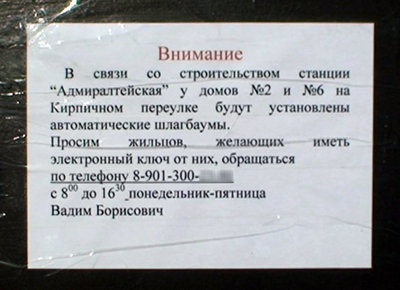 Внимание
В связи со строительством станции
“Адмиралтейская” у домов №2 и №6 на
Кирпичном переулке будут установлены
автоматические шлагбаумы.
Просим жильцов, желающих иметь
электронный ключ от них, обращаться
по телефону 8-901-300-
с 8⁰⁰ до 16³⁰ понедельник-пятница
Вадим Борисович